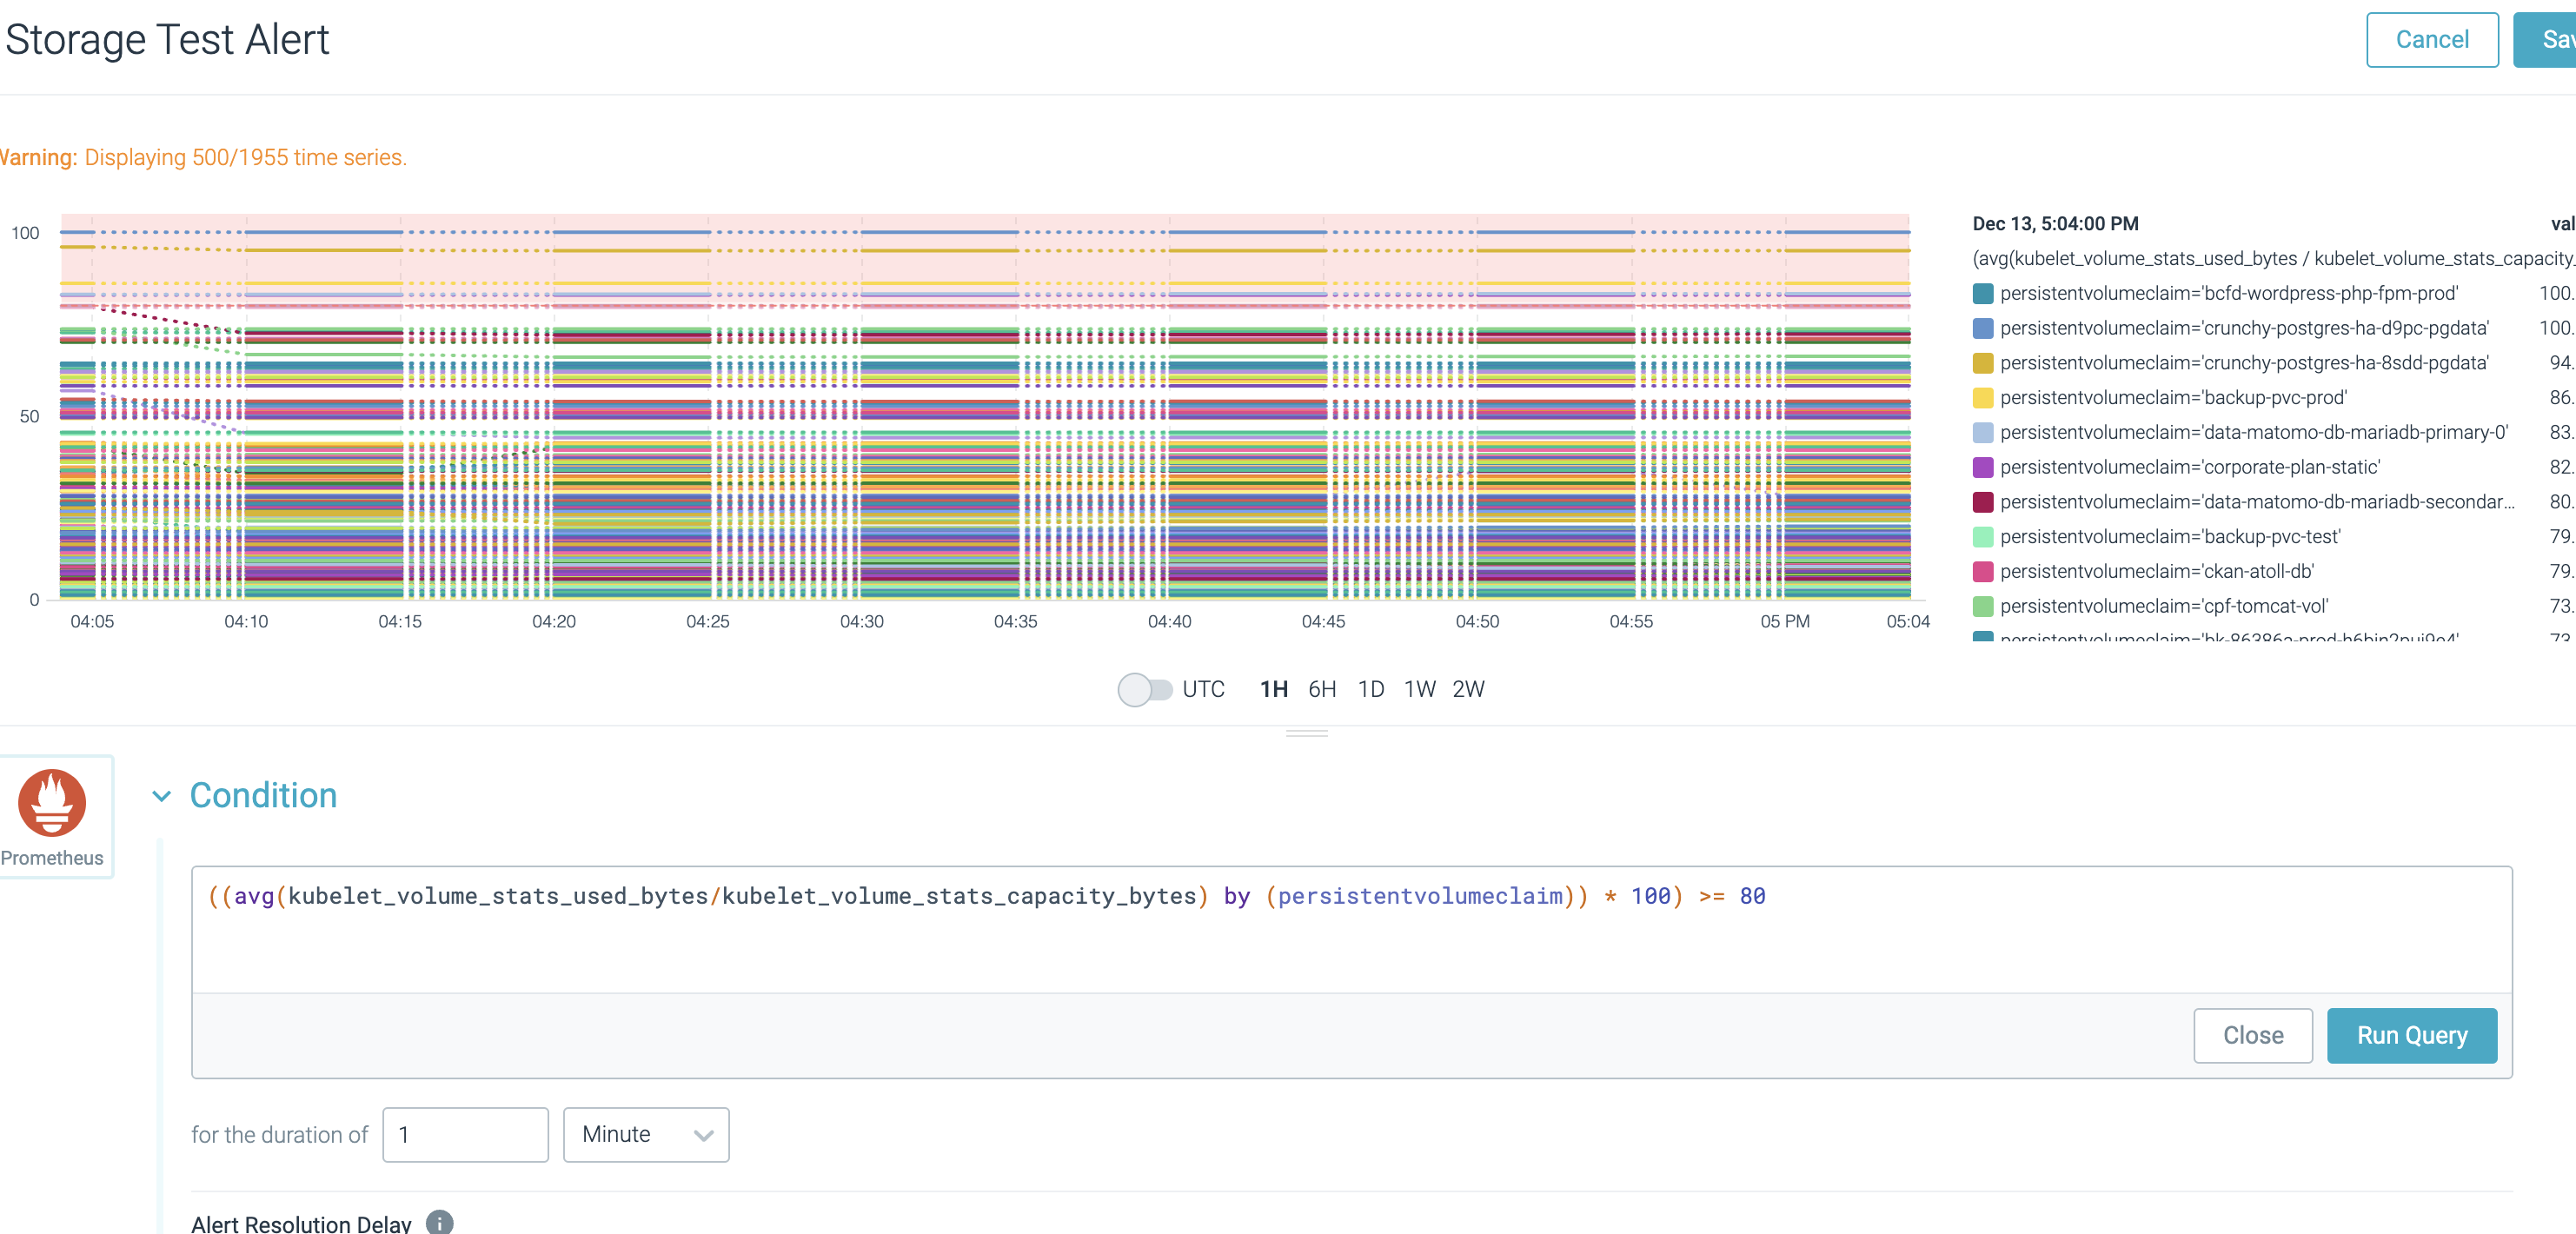 Storage Test Alert
Cancel
Sav
Warning: Displaying 500/1955 time series.
100
50
0
04:05 04:10 04:15 04:20 04:25 04:30 04:35 04:40 04:45 04:50 04:55 05 PM 05:04
Dec 13, 5:04:00 PM val
(avg(kubelet_volume_stats_used_bytes / kubelet_volume_stats_capacity_
persistentvolumeclaim='bcfd-wordpress-php-fpm-prod' 100.
persistentvolumeclaim='crunchy-postgres-ha-d9pc-pgdata' 100.
persistentvolumeclaim='crunchy-postgres-ha-8sdd-pgdata' 94.
persistentvolumeclaim='backup-pvc-prod' 86.
persistentvolumeclaim='data-matomo-db-mariadb-primary-0' 83.
persistentvolumeclaim='corporate-plan-static' 82.
persistentvolumeclaim='data-matomo-db-mariadb-secondar... 80.
persistentvolumeclaim='backup-pvc-test' 79.
persistentvolumeclaim='ckan-atoll-db' 79.
persistentvolumeclaim='cpf-tomcat-vol' 73.
UTC 1H 6H 1D 1W 2W
Prometheus
Condition
((avg(kubelet_volume_stats_used_bytes/kubelet_volume_stats_capacity_bytes) by (persistentvolumeclaim)) * 100) >= 80
Close
Run Query
for the duration of 1 Minute
Alert Resolution Delay i